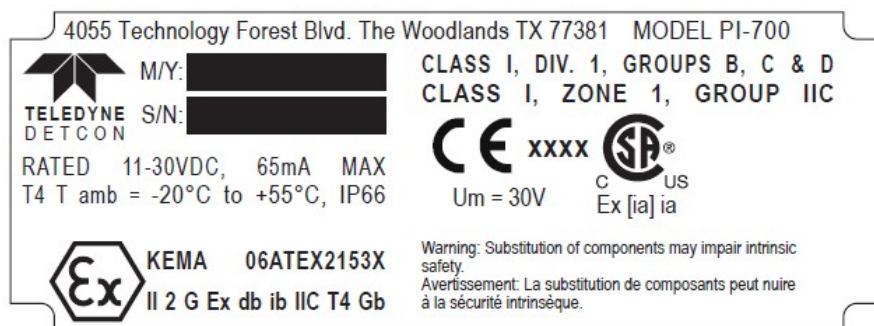 4055 Technology Forest Blvd. The Woodlands TX 77381 MODEL PI-700
TELEDYNE
DETCON
M/Y:
S/N:
RATED 11-30VDC, 65mA MAX
T4 T amb = -20°C to +55°C, IP66
CLASS I, DIV. 1, GROUPS B, C & D
CLASS I, ZONE 1, GROUP IIC
CE xxxx SA ®
C US
Um = 30V
Ex [ia] ia
Ex
KEMA 06ATEX2153X
II 2 G Ex db ib IIC T4 Gb
Warning: Substitution of components may impair intrinsic
safety.
Avertissement: La substitution de composants peut nuire
à la sécurité intrinsèque.